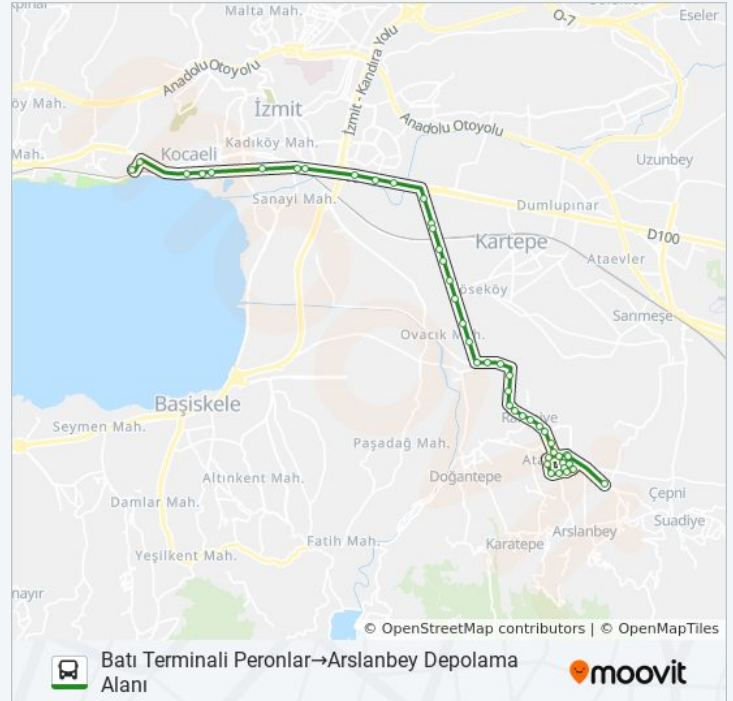 Malta Mah.
O-7
Eseler
Anadolu Otoyolu
İzmit - Kandıra Yolu
öy Mah.
İzmit
Anadolu Otoyolu
Kadıköy Mah.
Mah.
Kocaeli
Uzunbey
Sanayi Mah.
Dumlupınar
Kartepe
D100
Ataevler
öseköy
Sarımeşe
Ovacık M h.
Başiskele
Seymen Mah.
Paşadağ Mah.
Ata
Doğantepe
Altınkent Mah.
Çepni
Damlar Mah.
Suadiye
Arslanbey
Fatih Mah.
Karatepe
Yeşilkent Mah.
nayır
© OpenStreetMap contributors | © OpenMapTiles
Batı Terminali Peronlar→Arslanbey Depolama
Alanı
moovit